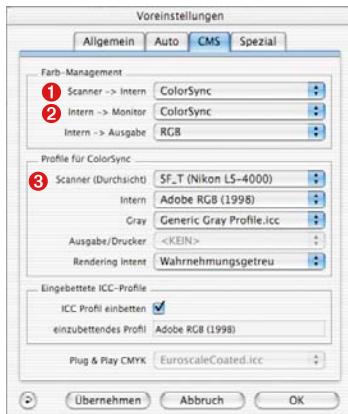 Voreinstellungen
Allgemein Auto CMS Spezial
Farb-Management
1 Scanner -> Intern ColorSync
2 Intern -> Monitor ColorSync
Intern -> Ausgabe RGB
Profile für ColorSync
3 Scanner (Durchsicht) SF_T (Nikon LS-4000)
Intern Adobe RGB (1998)
Gray Generic Gray Profile.icc
Ausgabe/Drucker <KEIN>
Rendering Intent Wahrnehmungsgetreu
Eingebettete ICC-Profile
ICC Profil einbetten
einzubettendes Profil Adobe RGB (1998)
Plug & Play CMYK EuroscaleCoated.icc
Übernehmen Abbruch OK